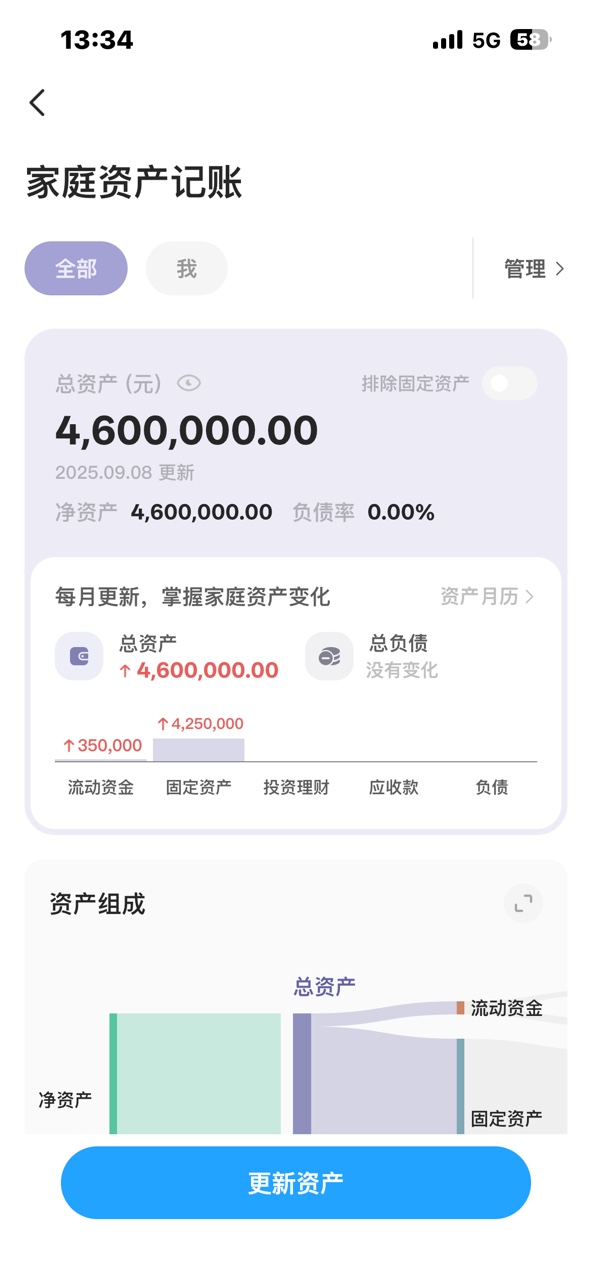 13:34 5G 58
家庭资产记账
全部 我 管理
总资产 (元) 排除固定资产
4,600,000.00
2025.09.08 更新
净资产 4,600,000.00 负债率 0.00%
每月更新，掌握家庭资产变化 资产月历
总资产 总负债
↑4,600,000.00 没有变化
↑4,250,000
↑350,000
流动资金 固定资产 投资理财 应收款 负债
资产组成
总资产
流动资金
净资产
固定资产
更新资产